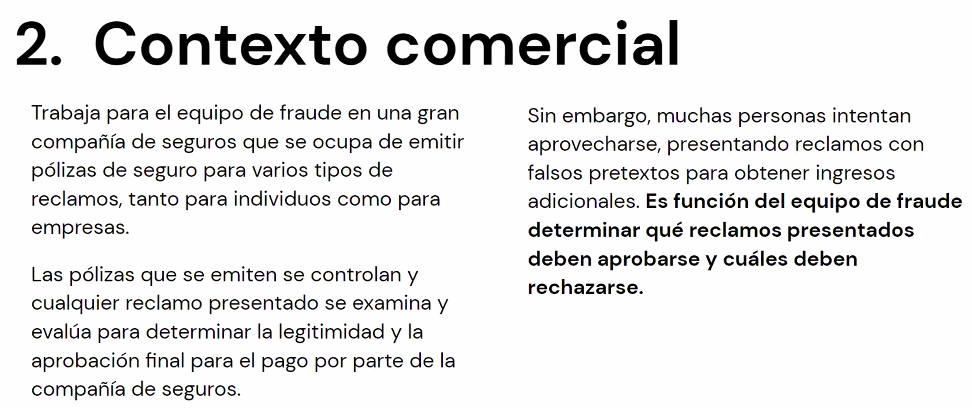 2. Contexto comercial
Trabaja para el equipo de fraude en una gran
compañía de seguros que se ocupa de emitir
pólizas de seguro para varios tipos de
reclamos, tanto para individuos como para
empresas.
Las pólizas que se emiten se controlan y
cualquier reclamo presentado se examina y
evalúa para determinar la legitimidad y la
aprobación final para el pago por parte de la
compañía de seguros.
Sin embargo, muchas personas intentan
aprovecharse, presentando reclamos con
falsos pretextos para obtener ingresos
adicionales. Es función del equipo de fraude
determinar qué reclamos presentados
deben aprobarse y cuáles deben
rechazarse.